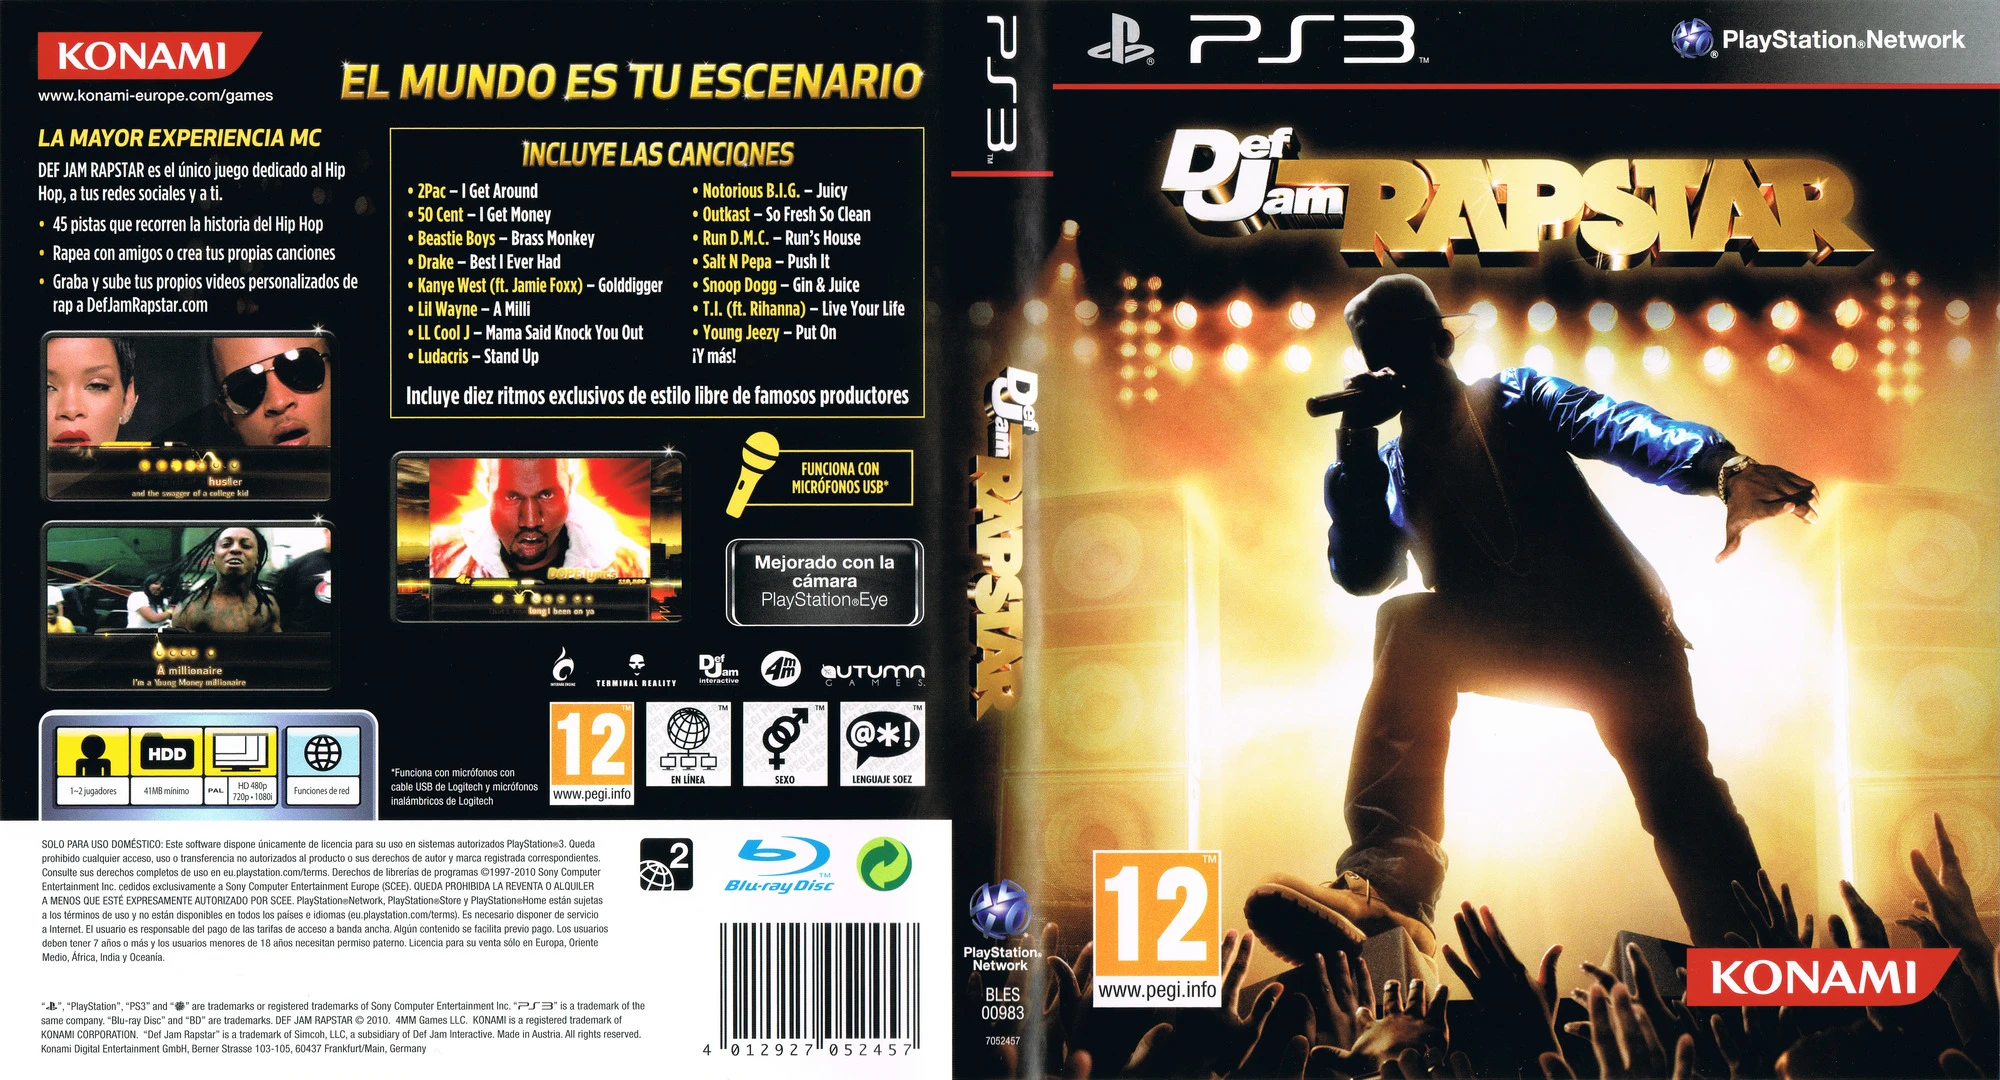 KONAMI
www.konami-europe.com/games
EL MUNDO ES TU ESCENARIO
LA MAYOR EXPERIENCIA MC
DEF JAM RAPSTAR es el único juego dedicado al Hip
Hop, a tus redes sociales y a ti.
• 45 pistas que recorren la historia del Hip Hop
• Rapea con amigos o crea tus propias canciones
• Graba y sube tus propios videos personalizados de
rap a DefJamRapstar.com
INCLUYE LAS CANCIONES
• 2Pac – I Get Around
• 50 Cent – I Get Money
• Beastie Boys – Brass Monkey
• Drake – Best I Ever Had
• Kanye West (ft. Jamie Foxx) – Golddigger
• Lil Wayne – A Milli
• LL Cool J – Mama Said Knock You Out
• Ludacris – Stand Up
• Notorious B.I.G. – Juicy
• Outkast – So Fresh So Clean
• Run D.M.C. – Run's House
• Salt N Pepa – Push It
• Snoop Dogg – Gin & Juice
• T.I. (ft. Rihanna) – Live Your Life
• Young Jeezy – Put On
¡Y más!
Incluye diez ritmos exclusivos de estilo libre de famosos productores
hustler
and the swagger of a college kid
A millionaire
I'm a Young Money millionaire
4x
DOPE lyrics
long I been on ya
FUNCIONA CON
MICRÓFONOS USB*
Mejorado con la
cámara
PlayStation®Eye
TERMINAL REALITY
Def Jam
interactive
4mm
AUTUMN
GAMES
12
www.pegi.info
EN LÍNEA
SEXO
@*!
LENGUAJE SOEZ
TM
TM
TM
TM
*Funciona con micrófonos con
cable USB de Logitech y micrófonos
inalámbricos de Logitech
1~2 jugadores
HDD
41MB mínimo
PAL
HD 480p
720p • 1080i
Funciones de red
SOLO PARA USO DOMÉSTICO: Este software dispone únicamente de licencia para su uso en sistemas autorizados PlayStation®3. Queda
prohibido cualquier acceso, uso o transferencia no autorizados al producto o sus derechos de autor y marca registrada correspondientes.
Consulte sus derechos completos de uso en eu.playstation.com/terms. Derechos de librerías de programas ©1997-2010 Sony Computer
Entertainment Inc. cedidos exclusivamente a Sony Computer Entertainment Europe (SCEE). QUEDA PROHIBIDA LA REVENTA O ALQUILER
A MENOS QUE ESTÉ EXPRESAMENTE AUTORIZADO POR SCEE. PlayStation®Network, PlayStation®Store y PlayStation®Home están sujetas
a los términos de uso y no están disponibles en todos los países e idiomas (eu.playstation.com/terms). Es necesario disponer de servicio
a Internet. El usuario es responsable del pago de las tarifas de acceso a banda ancha. Algún contenido se facilita previo pago. Los usuarios
deben tener 7 años o más y los usuarios menores de 18 años necesitan permiso paterno. Licencia para su venta sólo en Europa, Oriente
Medio, África, India y Oceanía.
“ ”, “PlayStation”, “PS3” and “ ” are trademarks or registered trademarks of Sony Computer Entertainment Inc. “PS3” is a trademark of the
same company. “Blu-ray Disc” and “BD” are trademarks. DEF JAM RAPSTAR © 2010. 4MM Games LLC. KONAMI is a registered trademark of
KONAMI CORPORATION. “Def Jam Rapstar” is a trademark of Simcoh, LLC, a subsidiary of Def Jam Interactive. Made in Austria. All rights reserved.
Konami Digital Entertainment GmbH, Berner Strasse 103-105, 60437 Frankfurt/Main, Germany
2
Blu-ray Disc
TM
4 012927 052457
PS3
TM
Def Jam
RAPSTAR
PlayStation®
Network
BLES
00983
7052457
PS3
TM
PlayStation®Network
Def Jam
RAPSTAR
12
TM
www.pegi.info
KONAMI